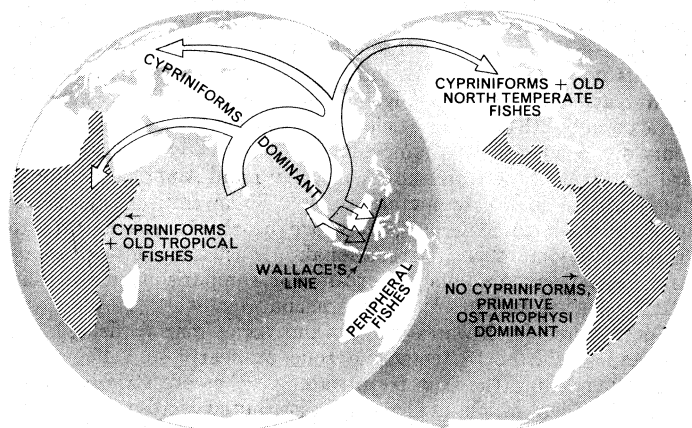 CYPRINIFORMS
DOMINANT
CYPRINIFORMS + OLD
NORTH TEMPERATE
FISHES
CYPRINIFORMS
+ OLD TROPICAL
FISHES
WALLACE'S
LINE
PERIPHERAL
FISHES
NO CYPRINIFORMS,
PRIMITIVE
OSTARIOPHYSI
DOMINANT